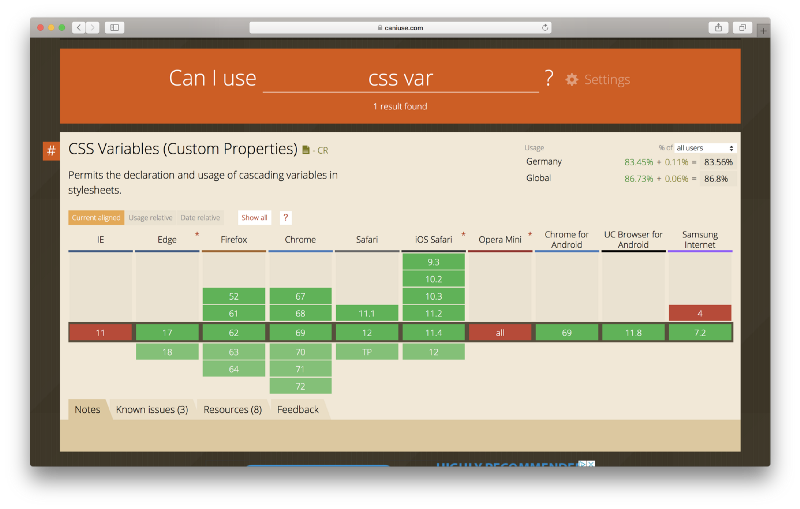 caniuse.com
Can I use css var ? Settings
1 result found
# CSS Variables (Custom Properties) - CR
Usage % of all users
Germany 83.45% + 0.11% = 83.56%
Global 86.73% + 0.06% = 86.8%
Permits the declaration and usage of cascading variables in
stylesheets.
Current aligned Usage relative Date relative Show all ?
IE Edge * Firefox Chrome Safari iOS Safari * Opera Mini * Chrome for Android UC Browser for Android Samsung Internet
9.3
10.2
52 67 10.3
61 68 11.1 11.2 4
11 17 62 69 12 11.4 all 69 11.8 7.2
18 63 70 TP 12
64 71
72
Notes Known issues (3) Resources (8) Feedback
HIGHLY RECOMMENDE